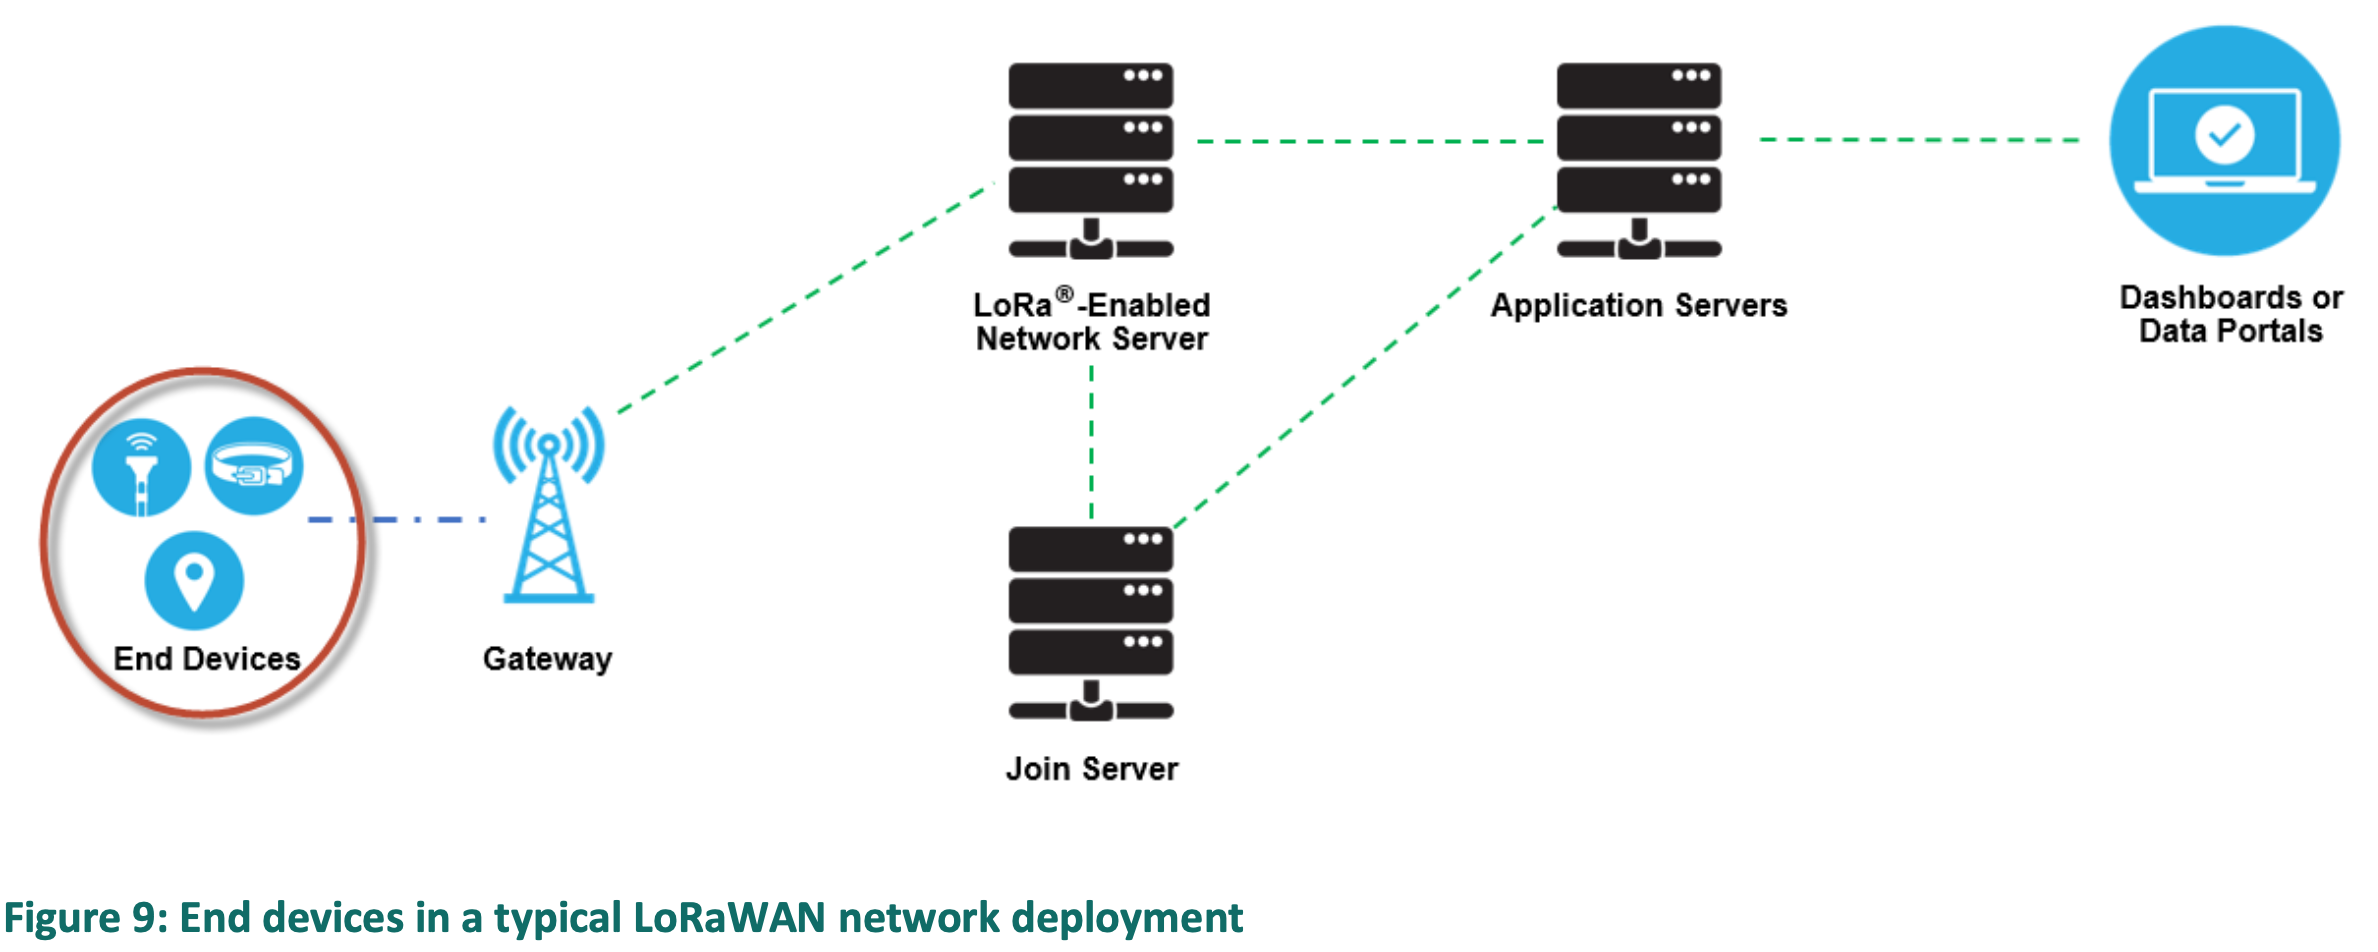 LoRa®-Enabled
Network Server
Application Servers
Dashboards or
Data Portals
End Devices
Gateway
Join Server
Figure 9: End devices in a typical LoRaWAN network deployment